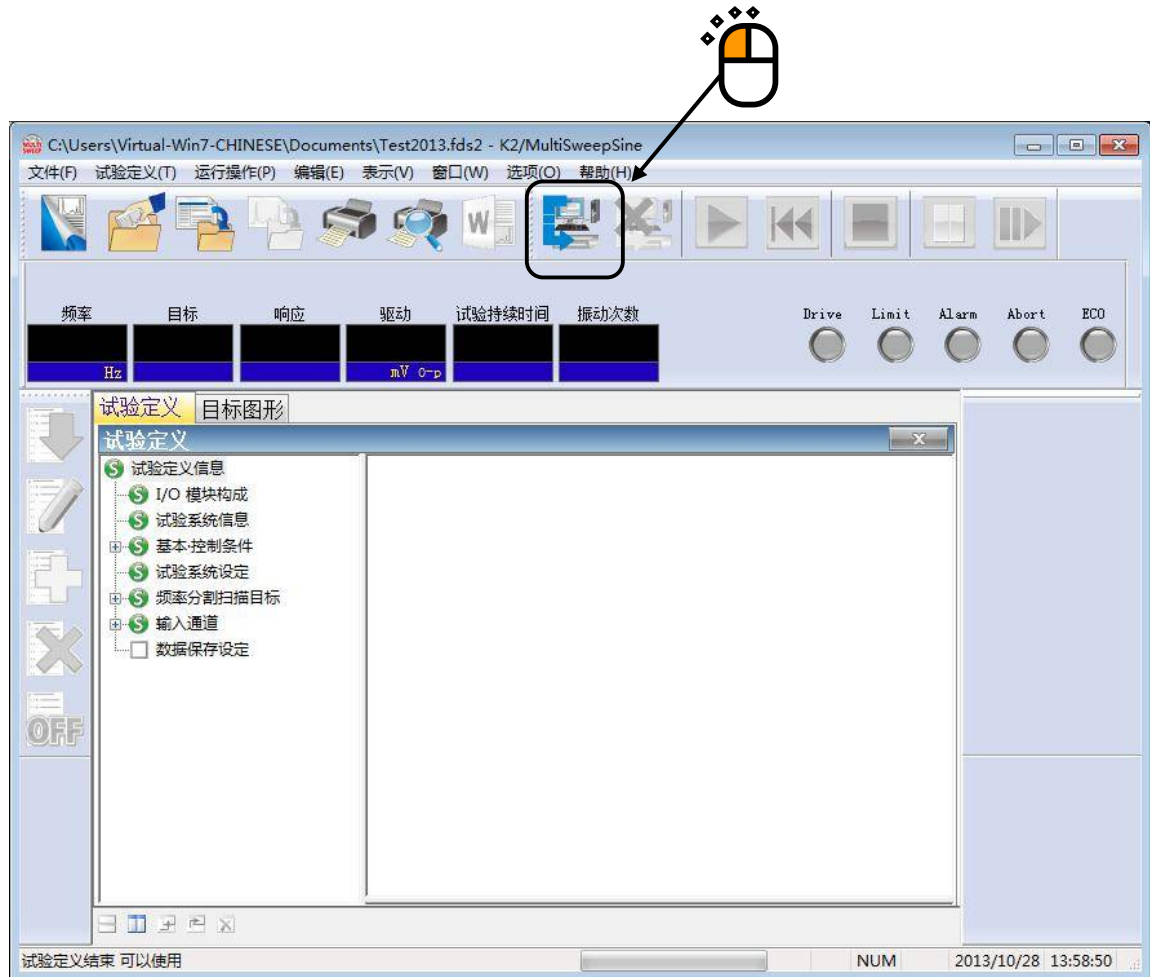 C:\Users\Virtual-Win7-CHINESE\Documents\Test2013.fds2 - K2/MultiSweepSine
文件(F) 试验定义(T) 运行操作(P) 编辑(E) 表示(V) 窗口(W) 选项(O) 帮助(H)
W
频率 目标 响应 驱动 试验持续时间 振动次数 Drive Limit Alarm Abort ECO
Hz mV 0-p
试验定义 目标图形
试验定义
试验定义信息
I/O 模块构成
试验系统信息
基本·控制条件
试验系统设定
频率分割扫描目标
输入通道
数据保存设定
OFF
试验定义结束 可以使用 NUM 2013/10/28 13:58:50